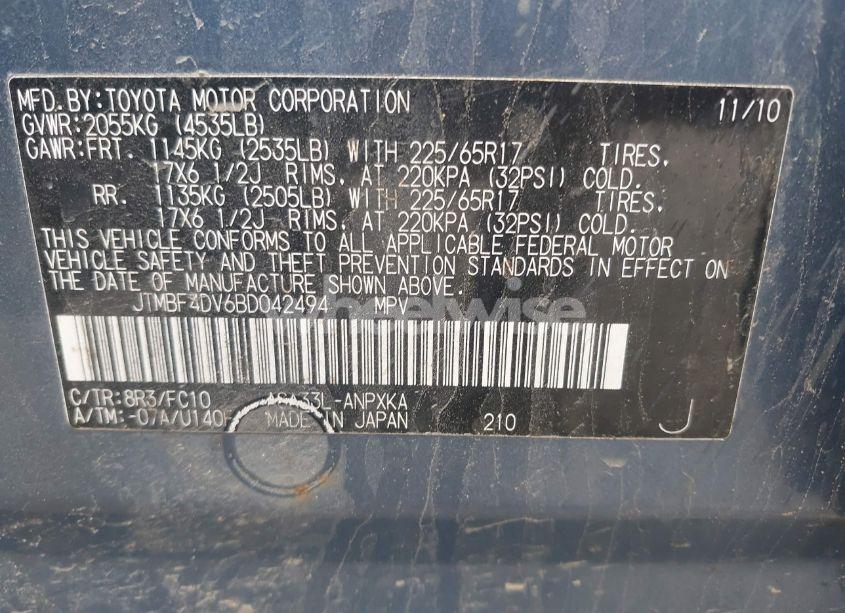 MFD.BY:TOYOTA MOTOR CORPORATION 11/10
GVWR:2055KG (4535LB)
GAWR:FRT. 1145KG (2535LB) WITH 225/65R17 TIRES,
17X6 1/2J RIMS, AT 220KPA (32PSI) COLD.
RR. 1135KG (2505LB) WITH 225/65R17 TIRES,
17X6 1/2J RIMS, AT 220KPA (32PSI) COLD.
THIS VEHICLE CONFORMS TO ALL APPLICABLE FEDERAL MOTOR
VEHICLE SAFETY AND THEFT PREVENTION STANDARDS IN EFFECT ON
THE DATE OF MANUFACTURE SHOWN ABOVE.
JTMBF4DV6BD042494 MPV
C/TR:8R3/FC10 ASA33L-ANPXKA
A/TM:-07A/U140F MADE IN JAPAN 210 J